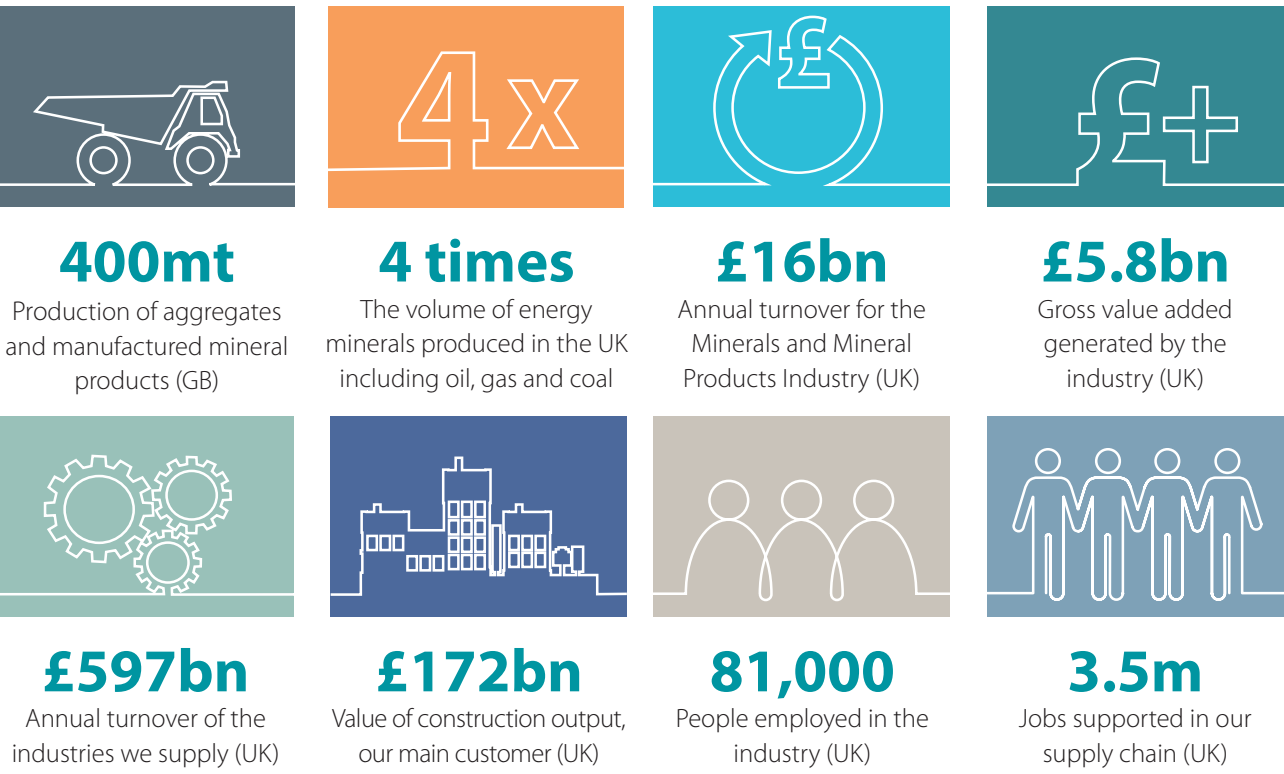 4x
£
£+
400mt
Production of aggregates
and manufactured mineral
products (GB)
4 times
The volume of energy
minerals produced in the UK
including oil, gas and coal
£16bn
Annual turnover for the
Minerals and Mineral
Products Industry (UK)
£5.8bn
Gross value added
generated by the
industry (UK)
£597bn
Annual turnover of the
industries we supply (UK)
£172bn
Value of construction output,
our main customer (UK)
81,000
People employed in the
industry (UK)
3.5m
Jobs supported in our
supply chain (UK)